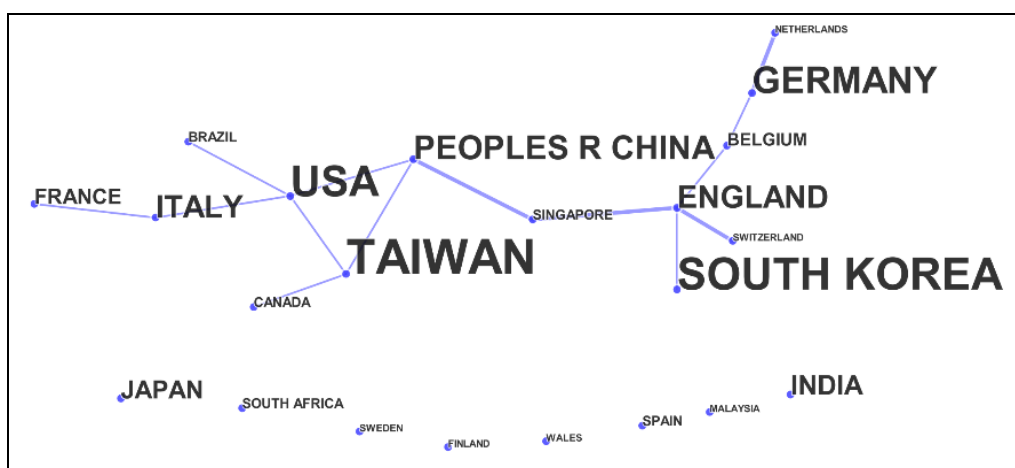 NETHERLANDS
GERMANY
BRAZIL
PEOPLES R CHINA
BELGIUM
FRANCE
ITALY
USA
SINGAPORE
ENGLAND
SWITZERLAND
TAIWAN
SOUTH KOREA
CANADA
JAPAN
SOUTH AFRICA
SWEDEN
FINLAND
WALES
SPAIN
MALAYSIA
INDIA